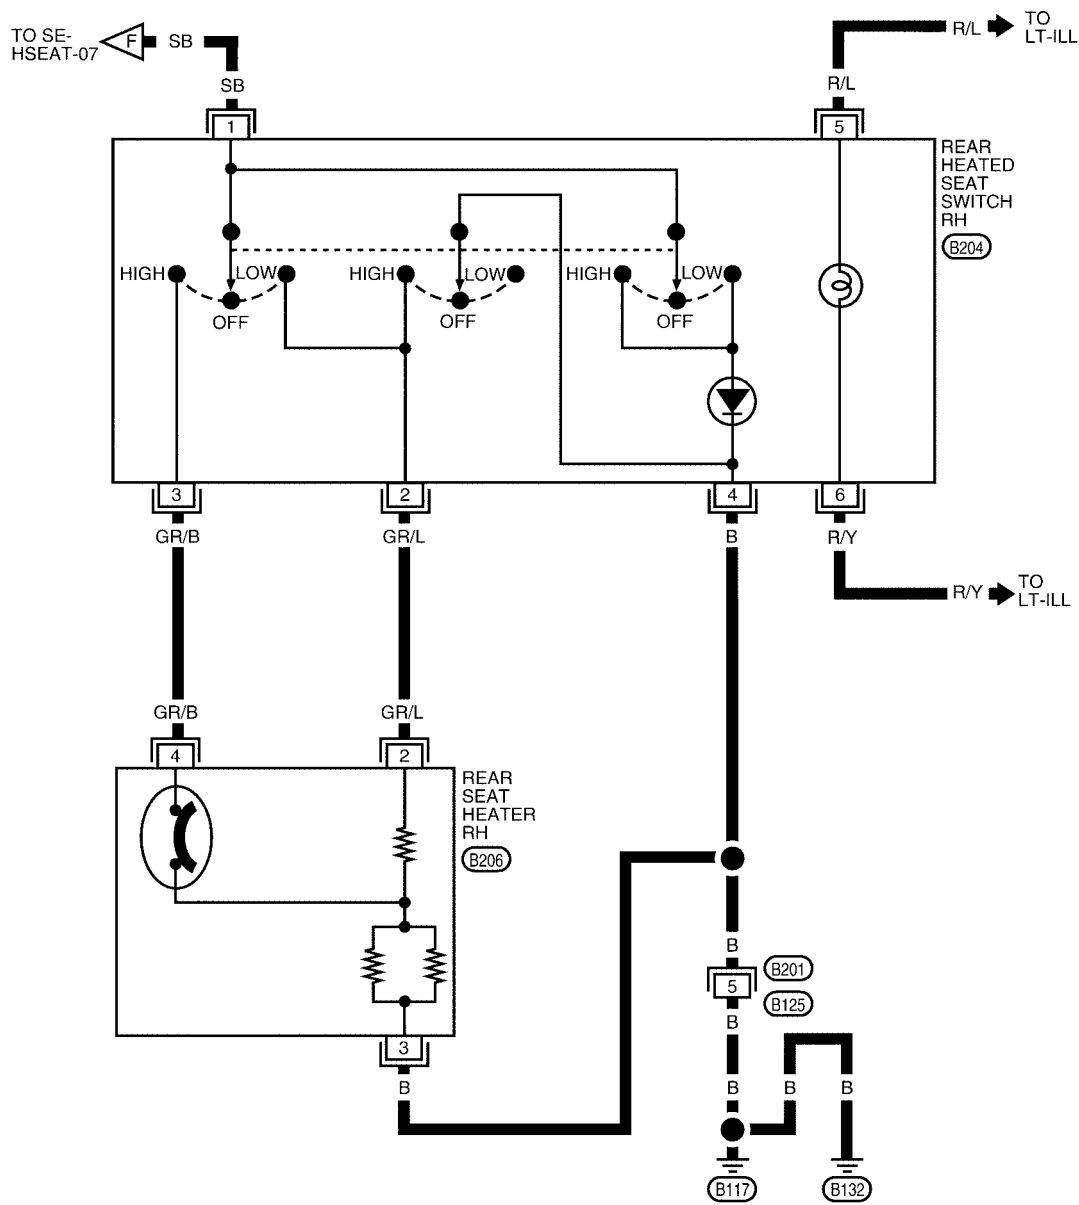 TO SE-
HSEAT-07
F
SB
SB
R/L
TO
LT-ILL
R/L
1
5
REAR
HEATED
SEAT
SWITCH
RH
B204
HIGH
LOW
OFF
HIGH
LOW
OFF
HIGH
LOW
OFF
3
2
4
6
GR/B
GR/L
B
R/Y
R/Y
TO
LT-ILL
GR/B
GR/L
4
2
REAR
SEAT
HEATER
RH
B206
B
B201
5
B125
B
3
B
B
B
B
B117
B132